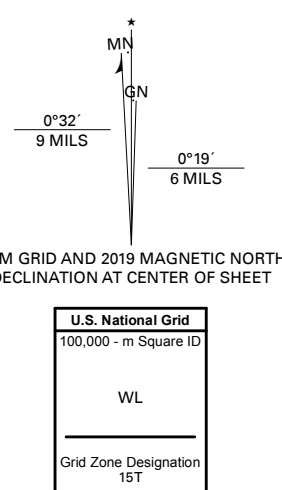 MN
GN
0°32´
9 MILS
0°19´
6 MILS
M GRID AND 2019 MAGNETIC NORTH
DECLINATION AT CENTER OF SHEET
U.S. National Grid
100,000 - m Square ID
WL
Grid Zone Designation
15T